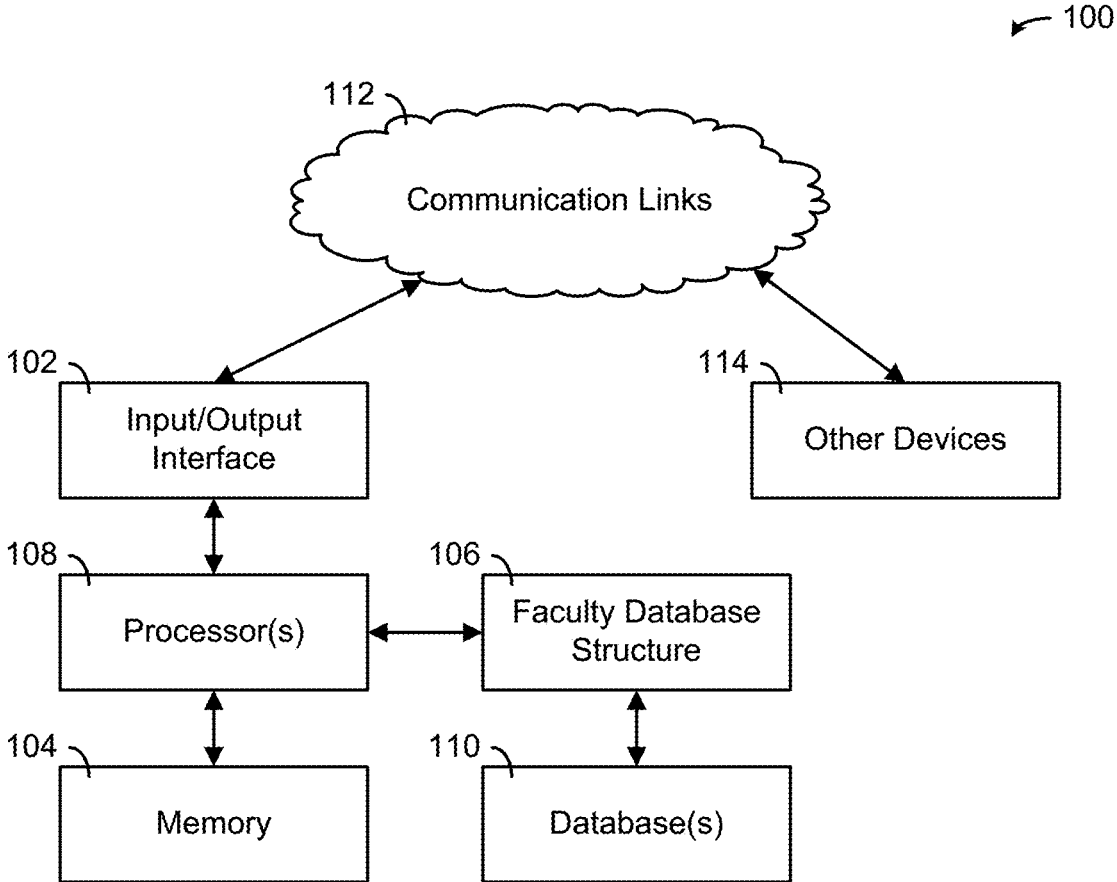 100
112
Communication Links
102
Input/Output
Interface
114
Other Devices
108
Processor(s)
106
Faculty Database
Structure
104
Memory
110
Database(s)